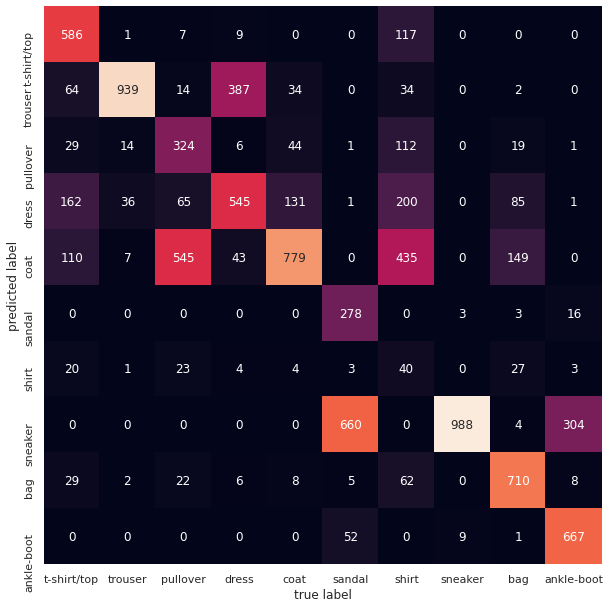 t-shirt/top 586 1 7 9 0 0 117 0 0 0
trouser 64 939 14 387 34 0 34 0 2 0
pullover 29 14 324 6 44 1 112 0 19 1
dress 162 36 65 545 131 1 200 0 85 1
coat 110 7 545 43 779 0 435 0 149 0
sandal 0 0 0 0 0 278 0 3 3 16
shirt 20 1 23 4 4 3 40 0 27 3
sneaker 0 0 0 0 0 660 0 988 4 304
bag 29 2 22 6 8 5 62 0 710 8
ankle-boot 0 0 0 0 0 52 0 9 1 667
predicted label
t-shirt/top trouser pullover dress coat sandal shirt sneaker bag ankle-boot
true label